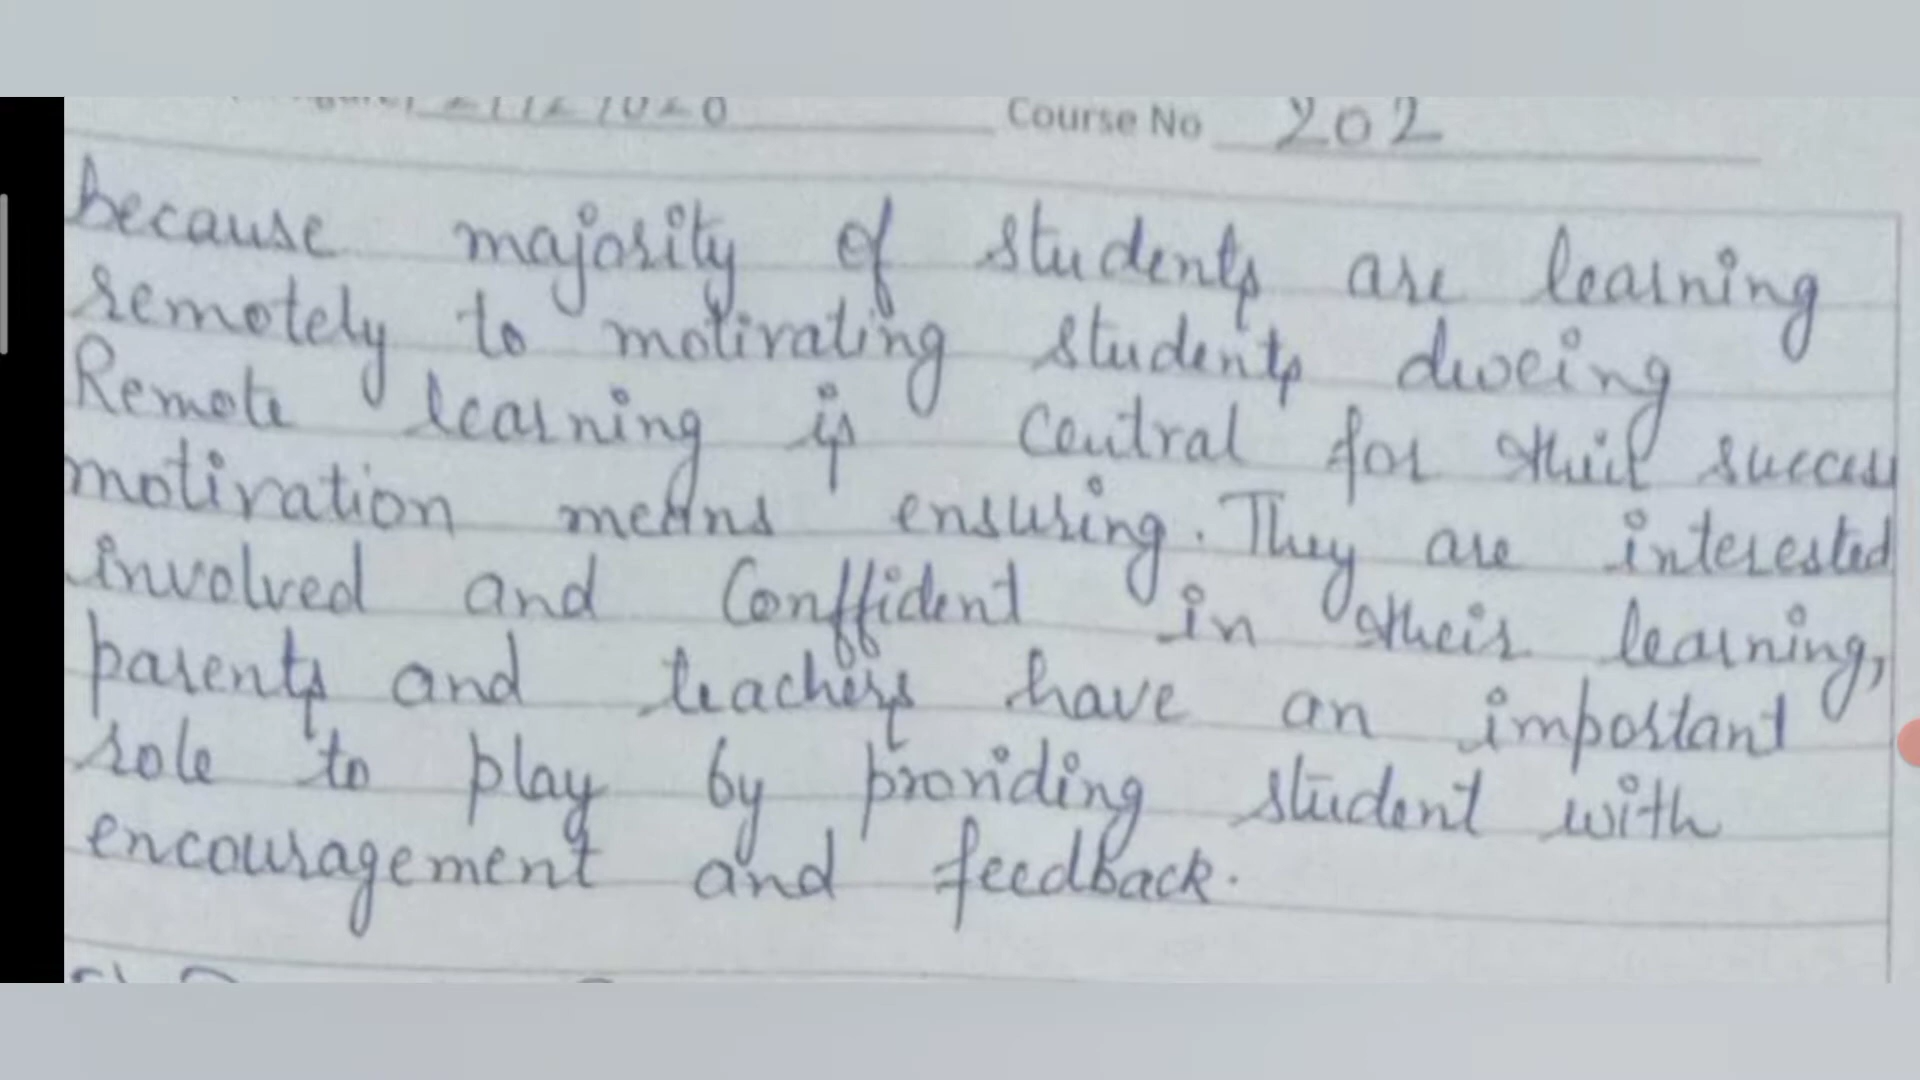 Course No 202
because majority of students are learning
remotely to motivating students dureing
Remote learning is central for their success
motivation means ensuring. They are interested
involved and Conffident in their learning,
parents and teachers have an important
role to play by providing student with
encouragement and feedback.